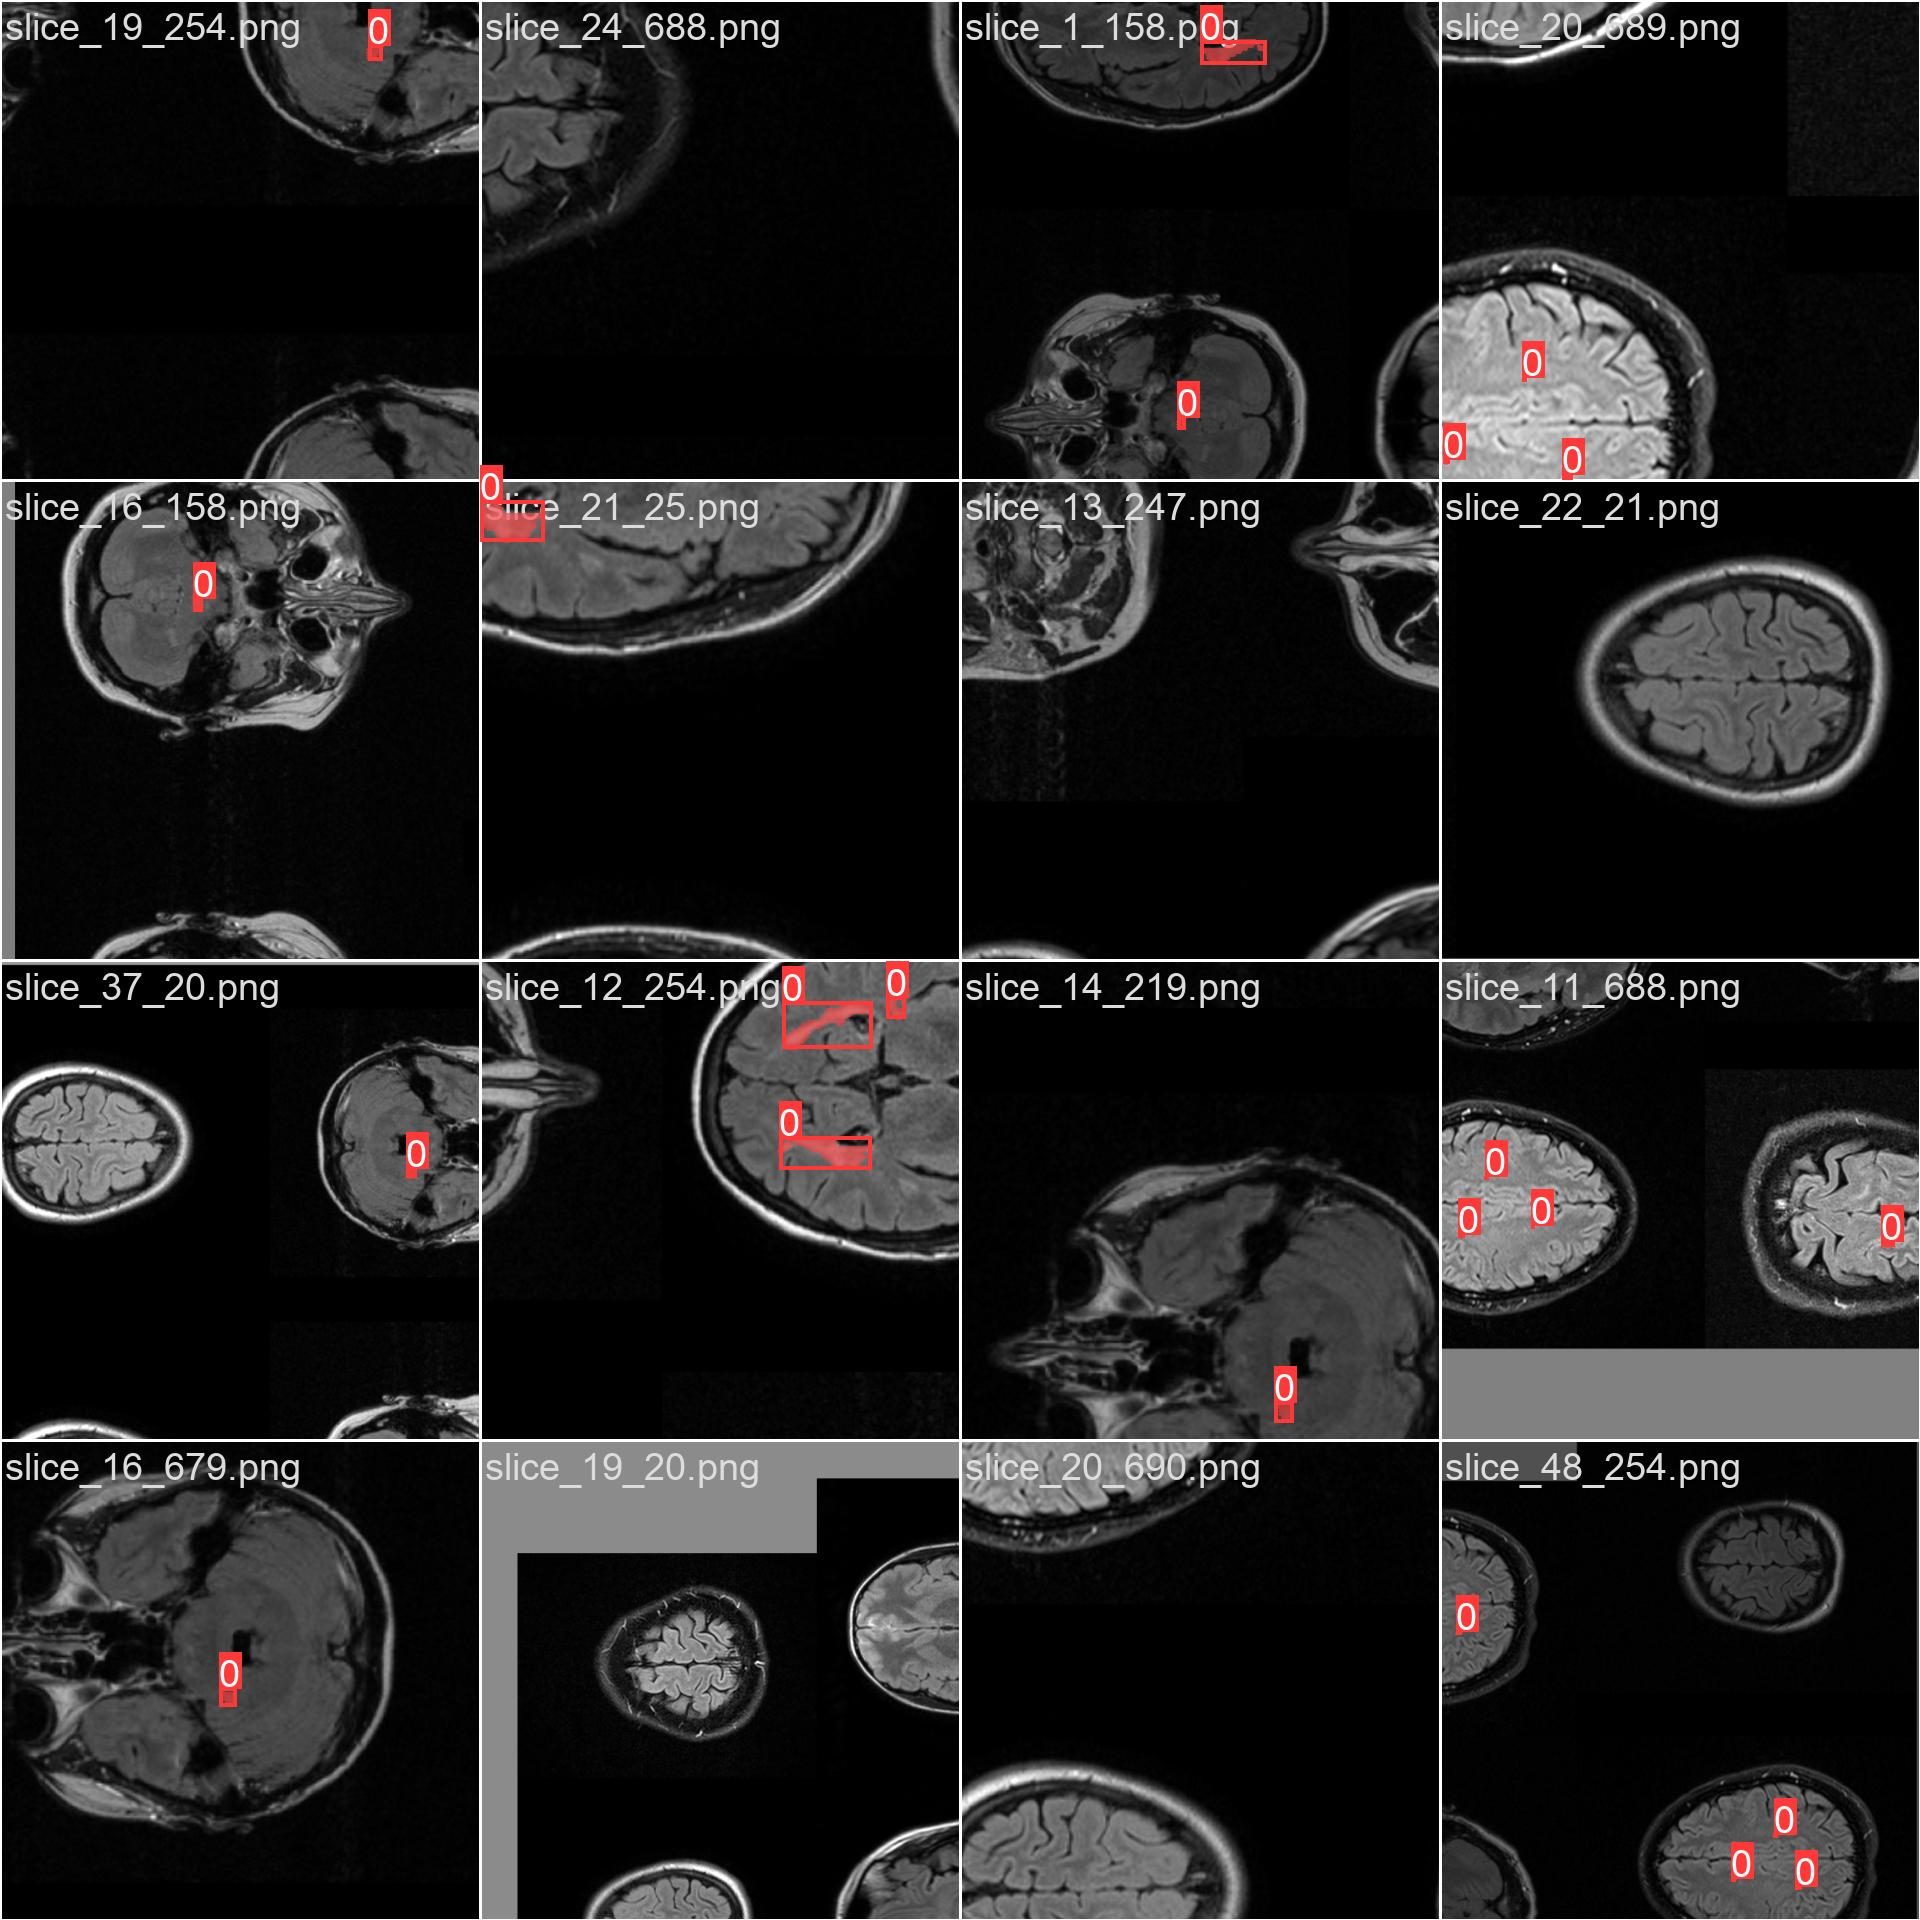 slice_19_254.png
0
slice_24_688.png
slice_1_158.png
0
0
slice_20_689.png
0
0
0
slice_16_158.png
0
slice_21_25.png
0
slice_13_247.png
slice_22_21.png
slice_37_20.png
0
slice_12_254.png
0
0
0
slice_14_219.png
0
slice_11_688.png
0
0
0
0
slice_16_679.png
0
slice_19_20.png
slice_20_690.png
slice_48_254.png
0
0
0
0